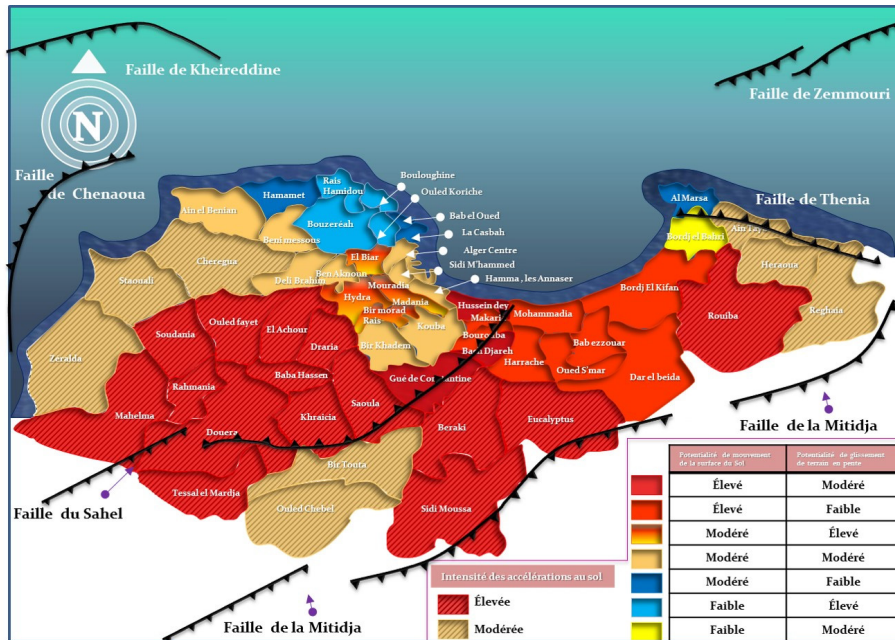 Faille de Kheireddine
Faille de Zemmouri
N
Faille
de Chenaoua
Faille de Thenia
Rais
Hamidou
Hamamet
Bouzereah
Ain el Benian
Beni messous
Bouloughine
Ouled Koriche
Bab el Oued
La Casbah
Alger Centre
Sidi M'hammed
Hamma , les Annaser
Al Marsa
Bordj el Bahri
Ain Taj
Heraoua
Reghaia
Rouiba
Bordj El Kifan
El Biar
Cheregua
Ben Aknoun
Deli Brahim
Staouali
Zeralda
Mouradia
Hydra
Madania
Bir morad
Rais
Kouba
Bir Khadem
Hussein dey
Makari
Mohammadia
Bourouba
Bach Djareh
Harrache
Bab ezzouar
Oued S'mar
Dar el beida
Soudania
Ouled fayet
El Achour
Draria
Rahmania
Baba Hassen
Gué de Constantine
Mahelma
Douera
Khraicia
Saoula
Beraki
Eucalyptus
Bir Toura
Tessal el Mardja
Ouled Chebel
Sidi Moussa
Faille de la Mitidja
Faille du Sahel
Faille de la Mitidja
Intensité des accélérations au sol
Élevée
Modérée
Potentialité de mouvement
de la surface du Sol
Potentialité de glissement
de terrain en pente
Élevé Modéré
Élevé Faible
Modéré Élevé
Modéré Modéré
Modéré Faible
Faible Élevé
Faible Modéré